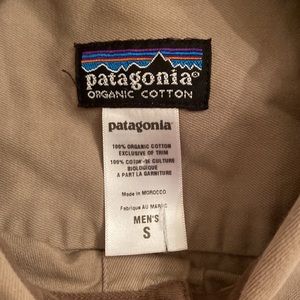 patagonia®
ORGANIC COTTON
patagonia®
100% ORGANIC COTTON
EXCLUSIVE OF TRIM
100% COTON DE CULTURE
BIOLOGIQUE
A PART LA GARNITURE
Made in MOROCCO
Fabrique AU MAROC
MEN'S
S